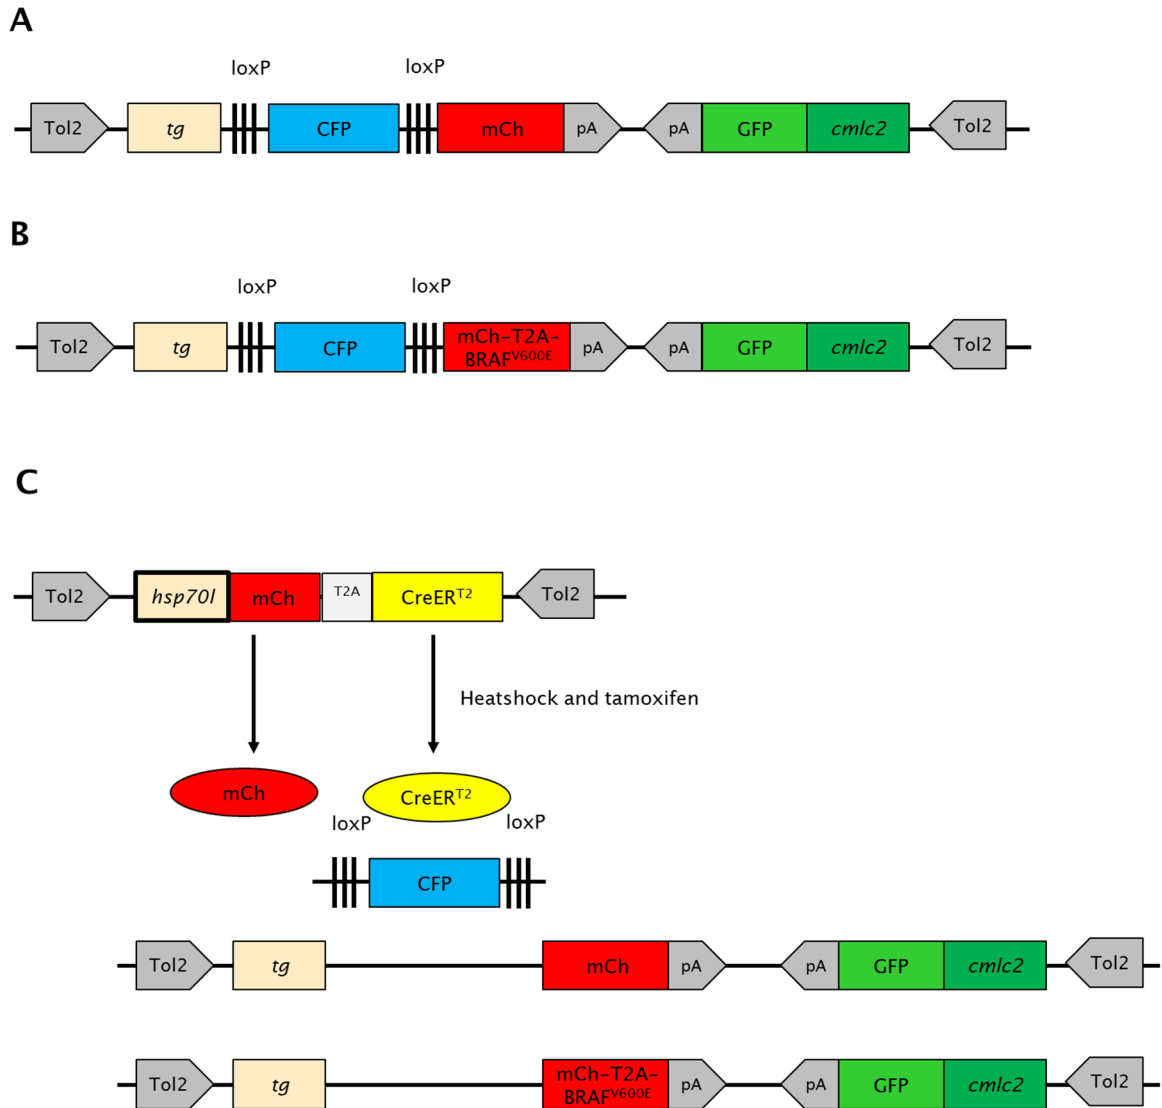 A
loxP loxP
Tol2 tg CFP mCh pA pA GFP cmlc2 Tol2
B
loxP loxP
Tol2 tg CFP mCh-T2A-BRAFV600E pA pA GFP cmlc2 Tol2
C
Tol2 hsp70l mCh T2A CreERT2 Tol2
Heatshock and tamoxifen
mCh CreERT2
loxP loxP
CFP
Tol2 tg mCh pA pA GFP cmlc2 Tol2
Tol2 tg mCh-T2A-BRAFV600E pA pA GFP cmlc2 Tol2